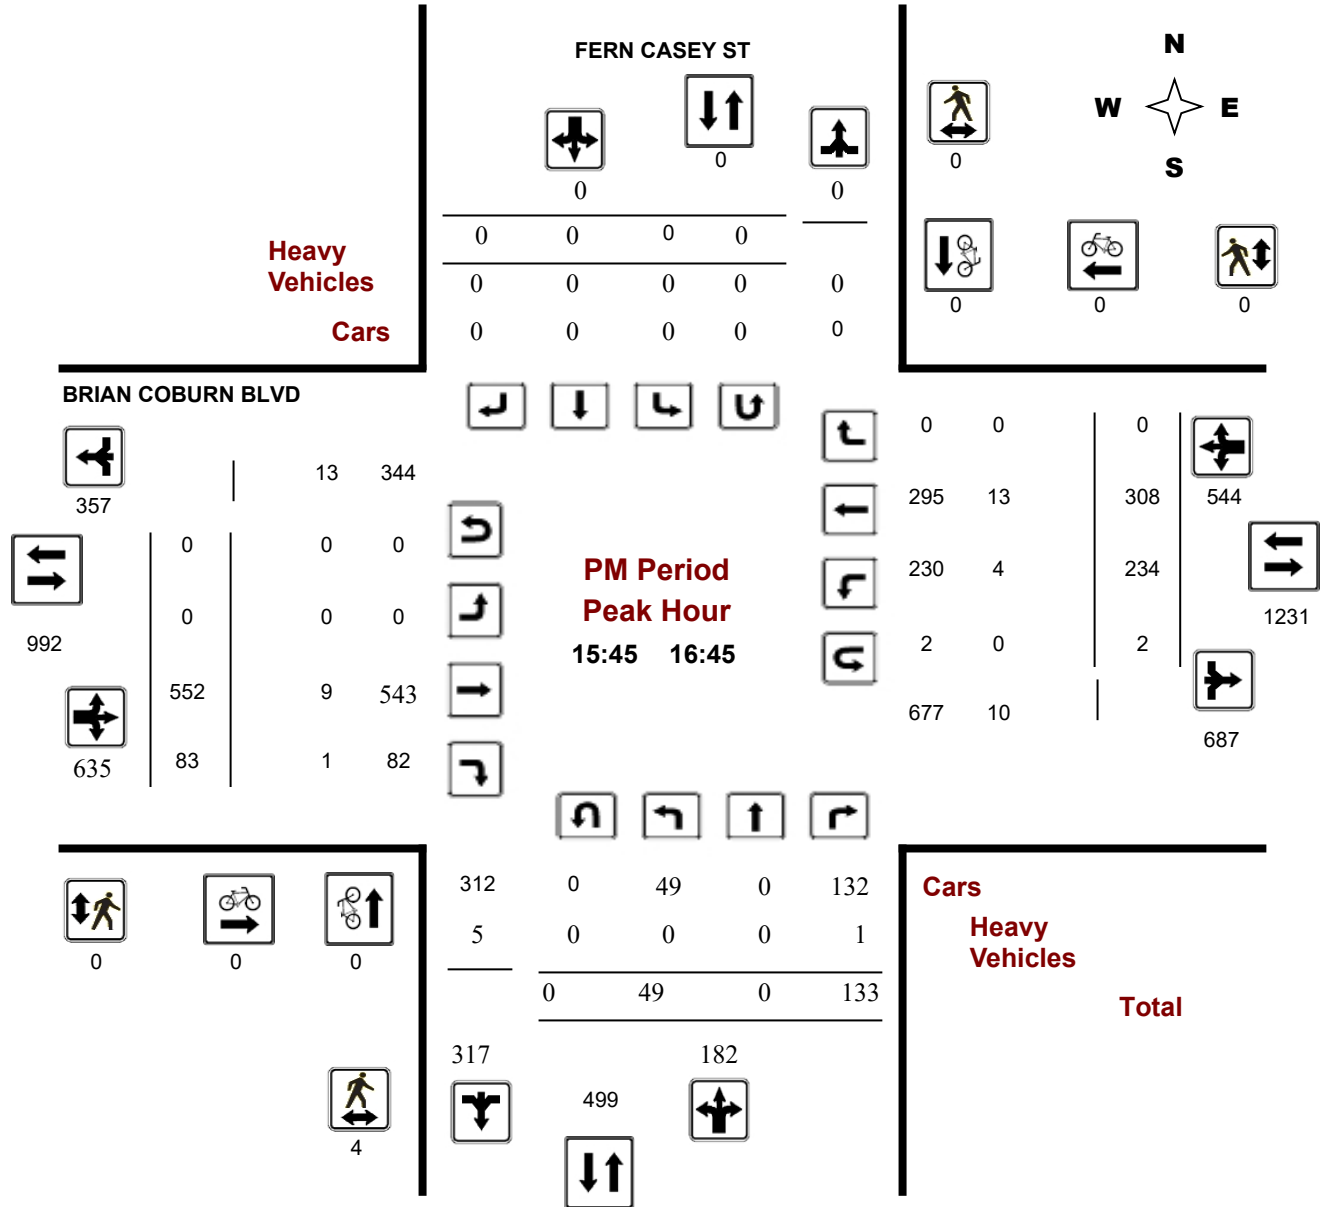 FERN CASEY ST
N
W E
S
0
0
0 0
0 0 0 0
Heavy
Vehicles
0 0 0 0 0
Cars
0 0 0 0 0
0 0 0
BRIAN COBURN BLVD
357
13 344
0 0 0
0 0 0
992
552 9 543
635
83 1 82
PM Period
Peak Hour
15:45 16:45
0 0 0
295 13 308 544
230 4 234
1231
2 0 2
677 10
687
312 0 49 0 132
5 0 0 0 1
0 49 0 133
317 182
499
Cars
Heavy
Vehicles
Total
0 0 0
4